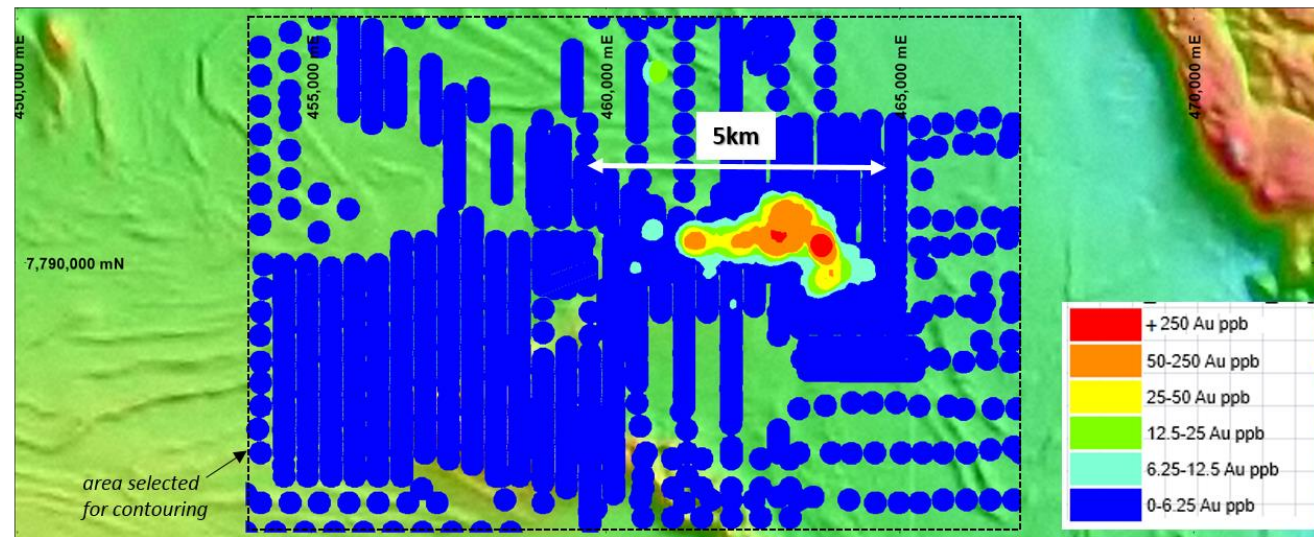 450,000 mE
455,000 mE
460,000 mE
465,000 mE
470,000 mE
5km
7,790,000 mN
area selected
for contouring
+ 250 Au ppb
50-250 Au ppb
25-50 Au ppb
12.5-25 Au ppb
6.25-12.5 Au ppb
0-6.25 Au ppb